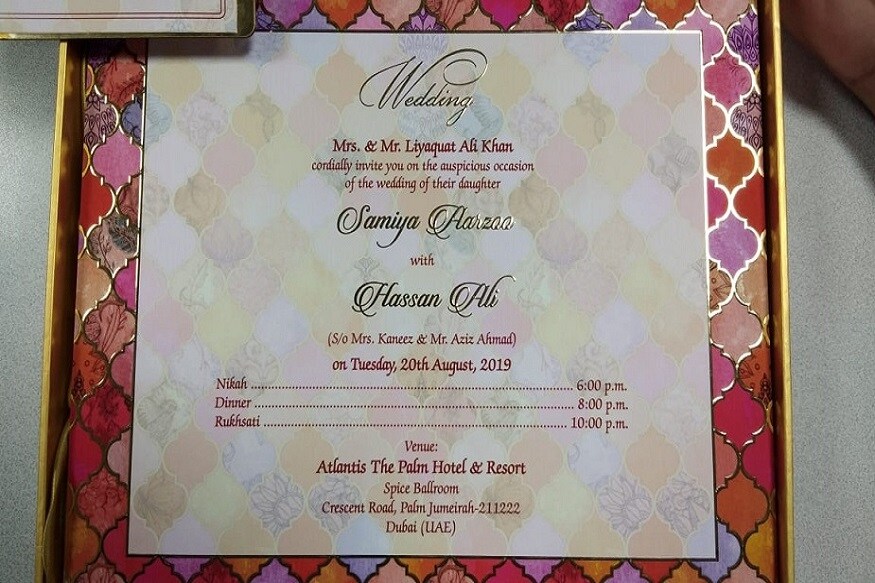 Wedding
Mrs. & Mr. Liyaquat Ali Khan
cordially invite you on the auspicious occasion
of the wedding of their daughter
Samiya Aarzoo
with
Hassan Ali
(S/o Mrs. Kaneez & Mr. Aziz Ahmad)
on Tuesday, 20th August, 2019
Nikah ........................................................................ 6:00 p.m.
Dinner ....................................................................... 8:00 p.m.
Rukhsati .................................................................... 10:00 p.m.
Venue:
Atlantis The Palm Hotel & Resort
Spice Ballroom
Crescent Road, Palm Jumeirah-211222
Dubai (UAE)